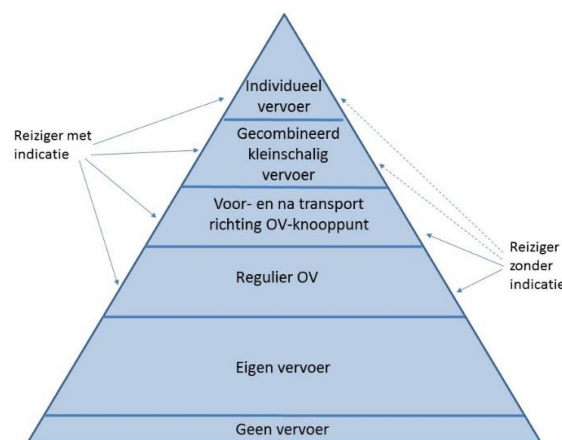 Individueel
vervoer
Reiziger met
indicatie
Gecombineerd
kleinschalig
vervoer
Voor- en na transport
richting OV-knooppunt
Reiziger
zonder
indicatie
Regulier OV
Eigen vervoer
Geen vervoer